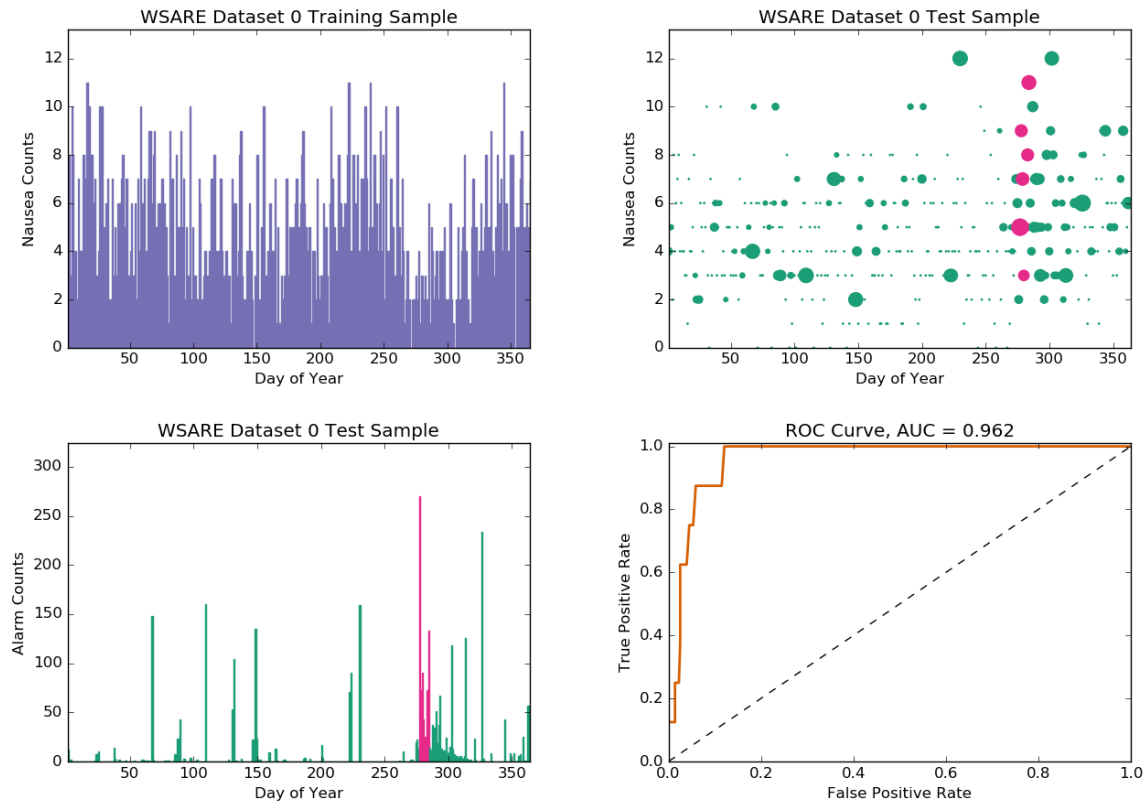 WSARE Dataset 0 Training Sample
Nausea Counts
12
10
8
6
4
2
0
50 100 150 200 250 300 350
Day of Year
WSARE Dataset 0 Test Sample
Nausea Counts
12
10
8
6
4
2
0
50 100 150 200 250 300 350
Day of Year
WSARE Dataset 0 Test Sample
Alarm Counts
300
250
200
150
100
50
0
50 100 150 200 250 300 350
Day of Year
ROC Curve, AUC = 0.962
True Positive Rate
1.0
0.8
0.6
0.4
0.2
0.0
0.0 0.2 0.4 0.6 0.8 1.0
False Positive Rate